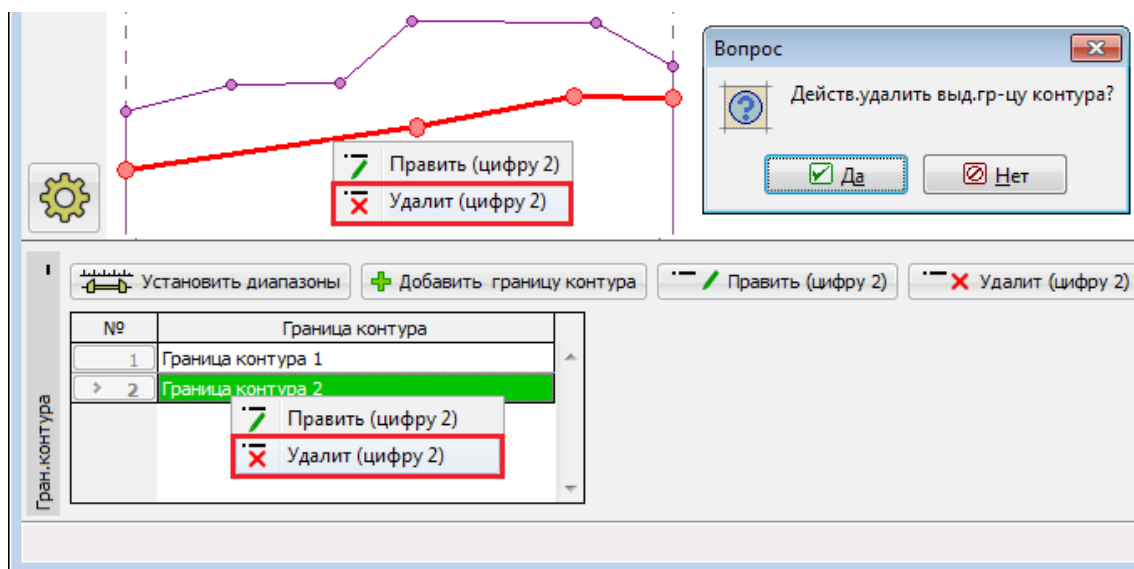 Вопрос
Действ.удалить выд.гр-цу контура?
Да
Нет
Править (цифру 2)
Удалит (цифру 2)
Установить диапазоны
Добавить границу контура
Править (цифру 2)
Удалит (цифру 2)
№ Граница контура
1 Граница контура 1
2 Граница контура 2
Править (цифру 2)
Удалит (цифру 2)
Гран.контура